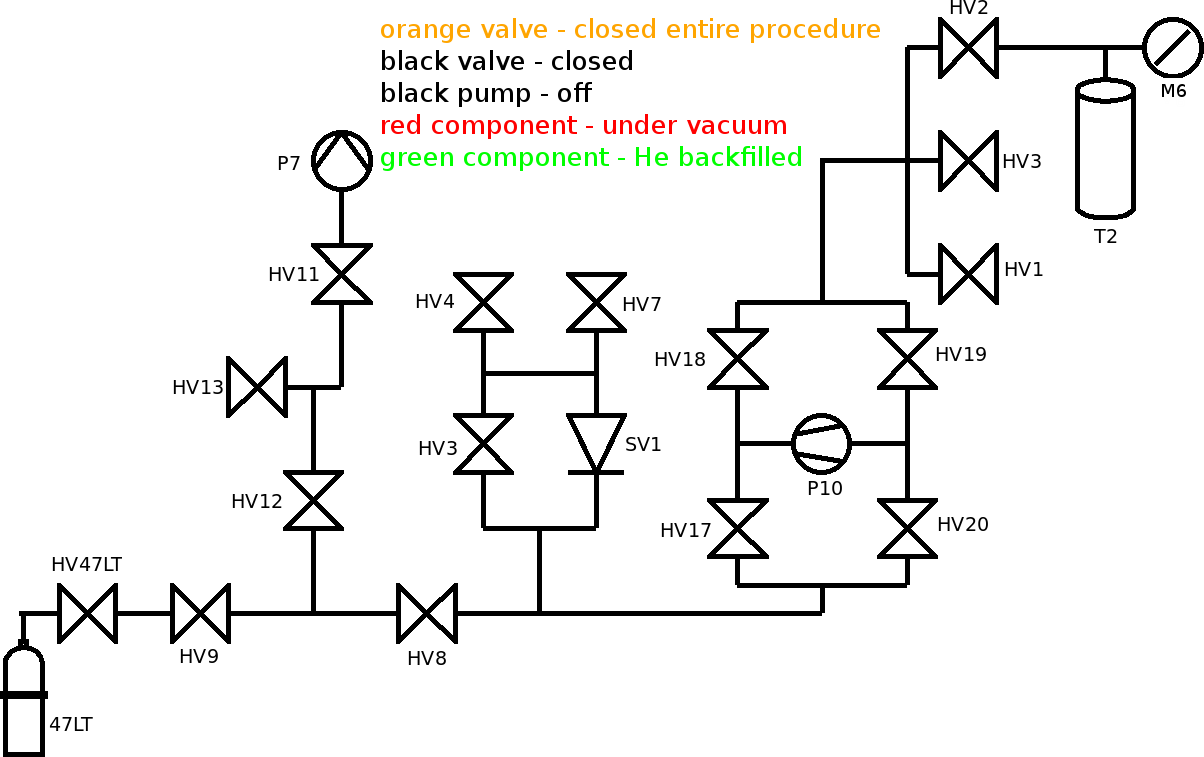 HV2
orange valve - closed entire procedure
black valve - closed
black pump - off
M6
red component - under vacuum
green component - He backfilled
P7
HV3
T2
HV11
HV1
HV4
HV7
HV18
HV19
HV13
HV3
SV1
P10
HV12
HV17
HV20
HV47LT
HV9
HV8
47LT